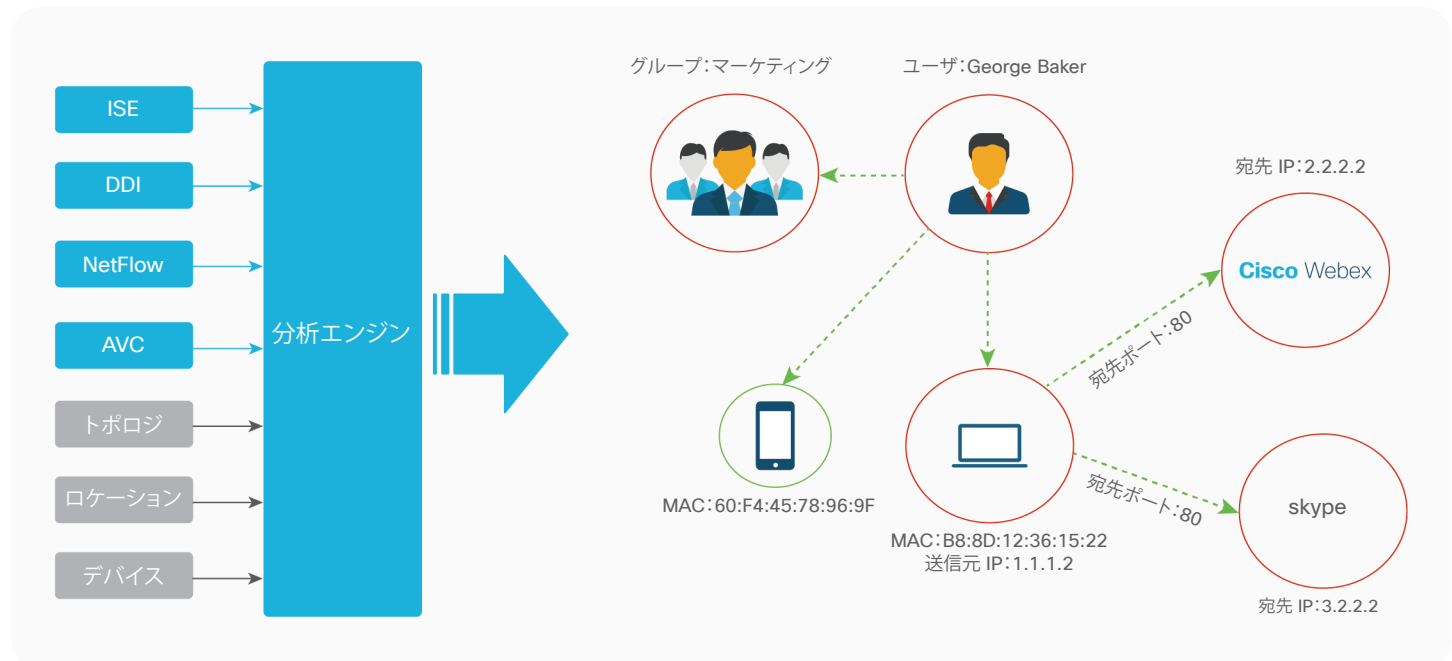 ISE
DDI
NetFlow
AVC
トポロジ
ロケーション
デバイス
分析エンジン
グループ：マーケティング
ユーザ：George Baker
宛先 IP：2.2.2.2
Cisco Webex
宛先ポート：80
MAC：60:F4:45:78:96:9F
MAC：B8:8D:12:36:15:22
送信元 IP：1.1.1.2
宛先ポート：80
skype
宛先 IP：3.2.2.2